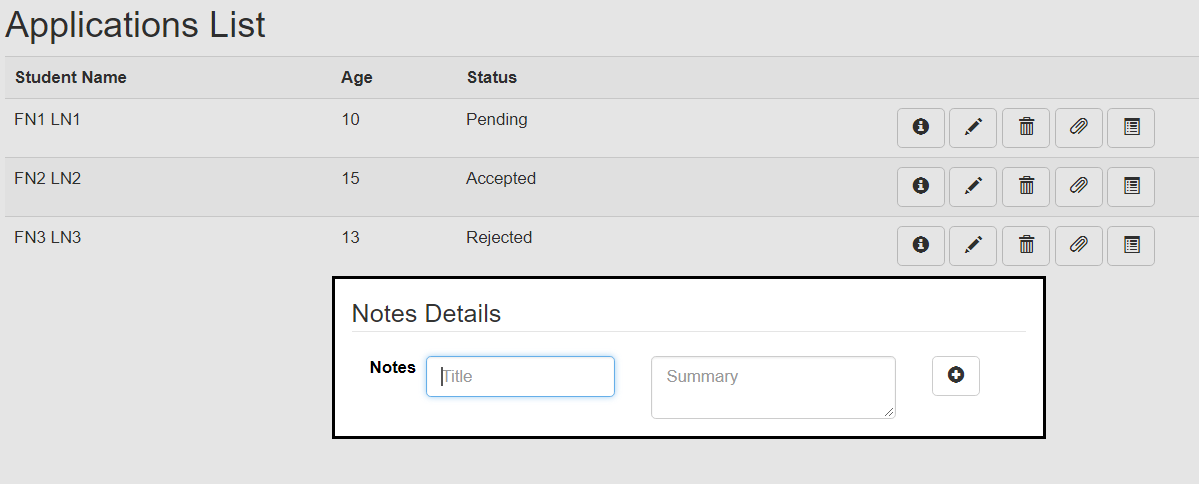 Applications List
Student Name Age Status
FN1 LN1 10 Pending
FN2 LN2 15 Accepted
FN3 LN3 13 Rejected
Notes Details
Notes Title Summary